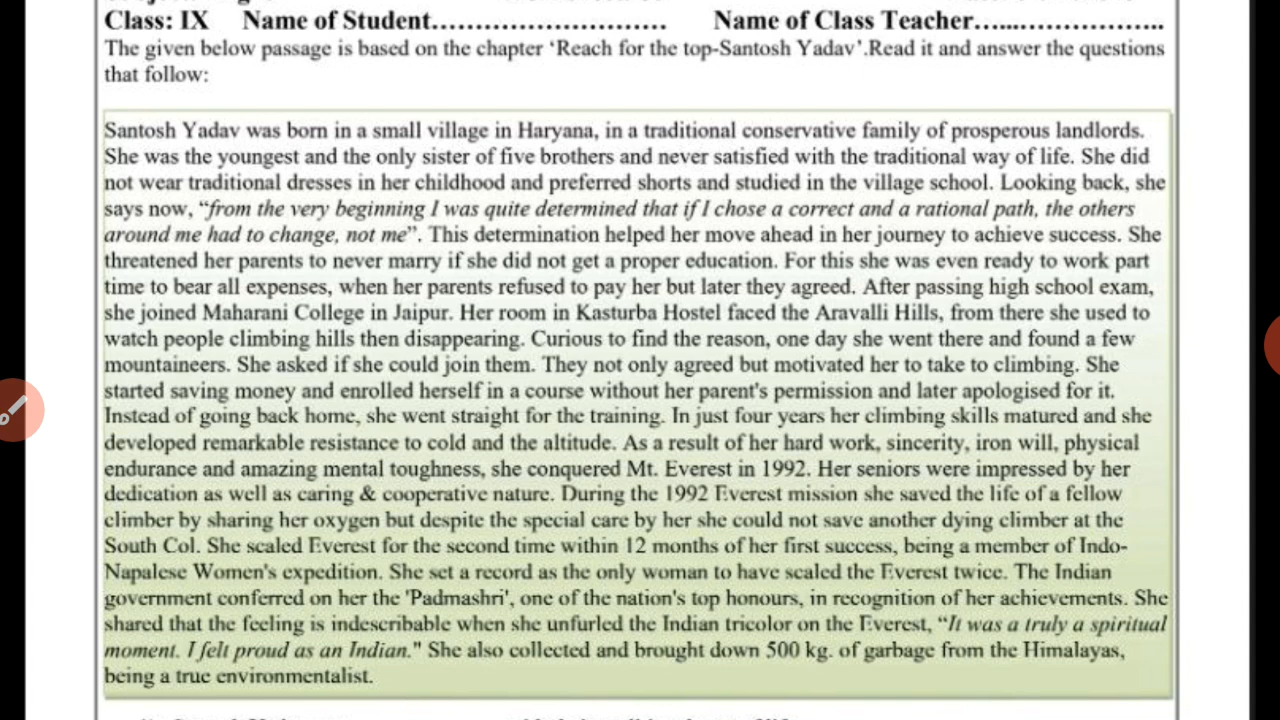 Class: IX Name of Student………………………… Name of Class Teacher…...……………..
The given below passage is based on the chapter ‘Reach for the top-Santosh Yadav’.Read it and answer the questions
that follow:
Santosh Yadav was born in a small village in Haryana, in a traditional conservative family of prosperous landlords.
She was the youngest and the only sister of five brothers and never satisfied with the traditional way of life. She did
not wear traditional dresses in her childhood and preferred shorts and studied in the village school. Looking back, she
says now, “from the very beginning I was quite determined that if I chose a correct and a rational path, the others
around me had to change, not me”. This determination helped her move ahead in her journey to achieve success. She
threatened her parents to never marry if she did not get a proper education. For this she was even ready to work part
time to bear all expenses, when her parents refused to pay her but later they agreed. After passing high school exam,
she joined Maharani College in Jaipur. Her room in Kasturba Hostel faced the Aravalli Hills, from there she used to
watch people climbing hills then disappearing. Curious to find the reason, one day she went there and found a few
mountaineers. She asked if she could join them. They not only agreed but motivated her to take to climbing. She
started saving money and enrolled herself in a course without her parent's permission and later apologised for it.
Instead of going back home, she went straight for the training. In just four years her climbing skills matured and she
developed remarkable resistance to cold and the altitude. As a result of her hard work, sincerity, iron will, physical
endurance and amazing mental toughness, she conquered Mt. Everest in 1992. Her seniors were impressed by her
dedication as well as caring & cooperative nature. During the 1992 Everest mission she saved the life of a fellow
climber by sharing her oxygen but despite the special care by her she could not save another dying climber at the
South Col. She scaled Everest for the second time within 12 months of her first success, being a member of Indo-
Napalese Women's expedition. She set a record as the only woman to have scaled the Everest twice. The Indian
government conferred on her the 'Padmashri', one of the nation's top honours, in recognition of her achievements. She
shared that the feeling is indescribable when she unfurled the Indian tricolor on the Everest, “It was a truly a spiritual
moment. I felt proud as an Indian." She also collected and brought down 500 kg. of garbage from the Himalayas,
being a true environmentalist.